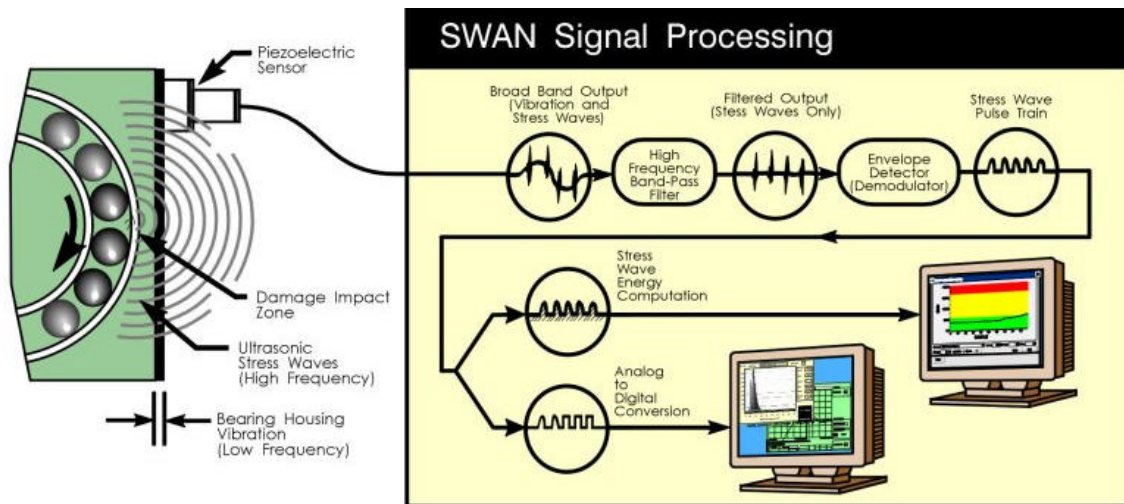 SWAN Signal Processing
Piezoelectric
Sensor
Broad Band Output
(Vibration and
Stress Waves)
Filtered Output
(Stess Waves Only)
Stress Wave
Pulse Train
High
Frequency
Band-Pass
Filter
Envelope
Detector
(Demodulator)
Stress
Wave
Energy
Computation
Damage Impact
Zone
Ultrasonic
Stress Waves
(High Frequency)
Analog
to
Digital
Conversion
Bearing Housing
Vibration
(Low Frequency)